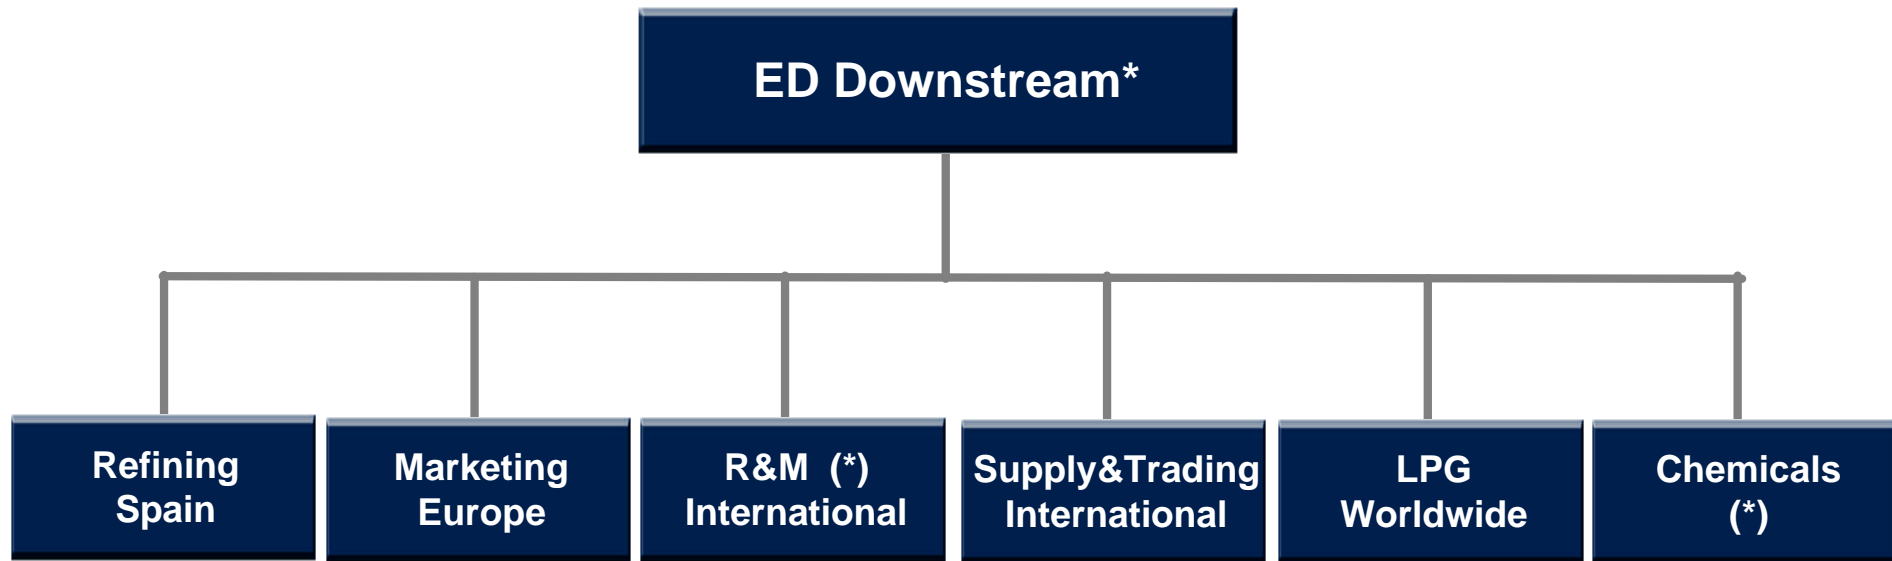 ED Downstream*
Refining
Spain
Marketing
Europe
R&M (*)
International
Supply&Trading
International
LPG
Worldwide
Chemicals
(*)